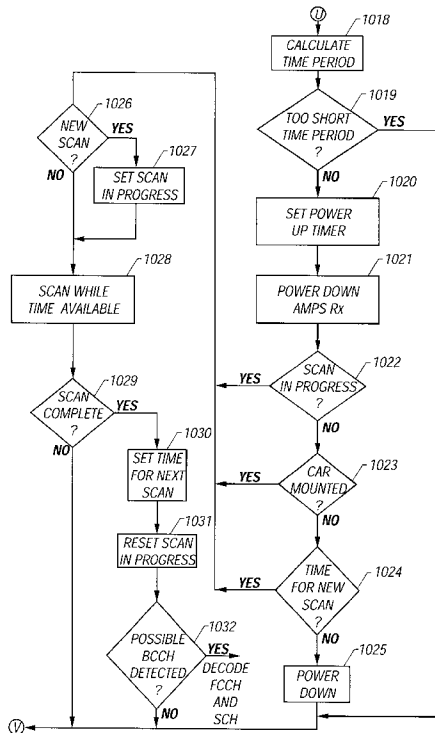 U
1018
CALCULATE
TIME PERIOD
1019
TOO SHORT
TIME PERIOD
?
YES
NO
1020
SET POWER
UP TIMER
1021
POWER DOWN
AMPS Rx
1022
SCAN
IN PROGRESS
?
YES
NO
1023
CAR
MOUNTED
?
YES
NO
1024
TIME
FOR NEW
SCAN
?
YES
NO
1025
POWER
DOWN
1026
NEW
SCAN
?
YES
NO
1027
SET SCAN
IN PROGRESS
1028
SCAN WHILE
TIME AVAILABLE
1029
SCAN
COMPLETE
?
YES
NO
1030
SET TIME
FOR NEXT
SCAN
1031
RESET SCAN
IN PROGRESS
1032
POSSIBLE
BCCH
DETECTED
?
YES
DECODE
FCCH
AND
SCH
NO
V